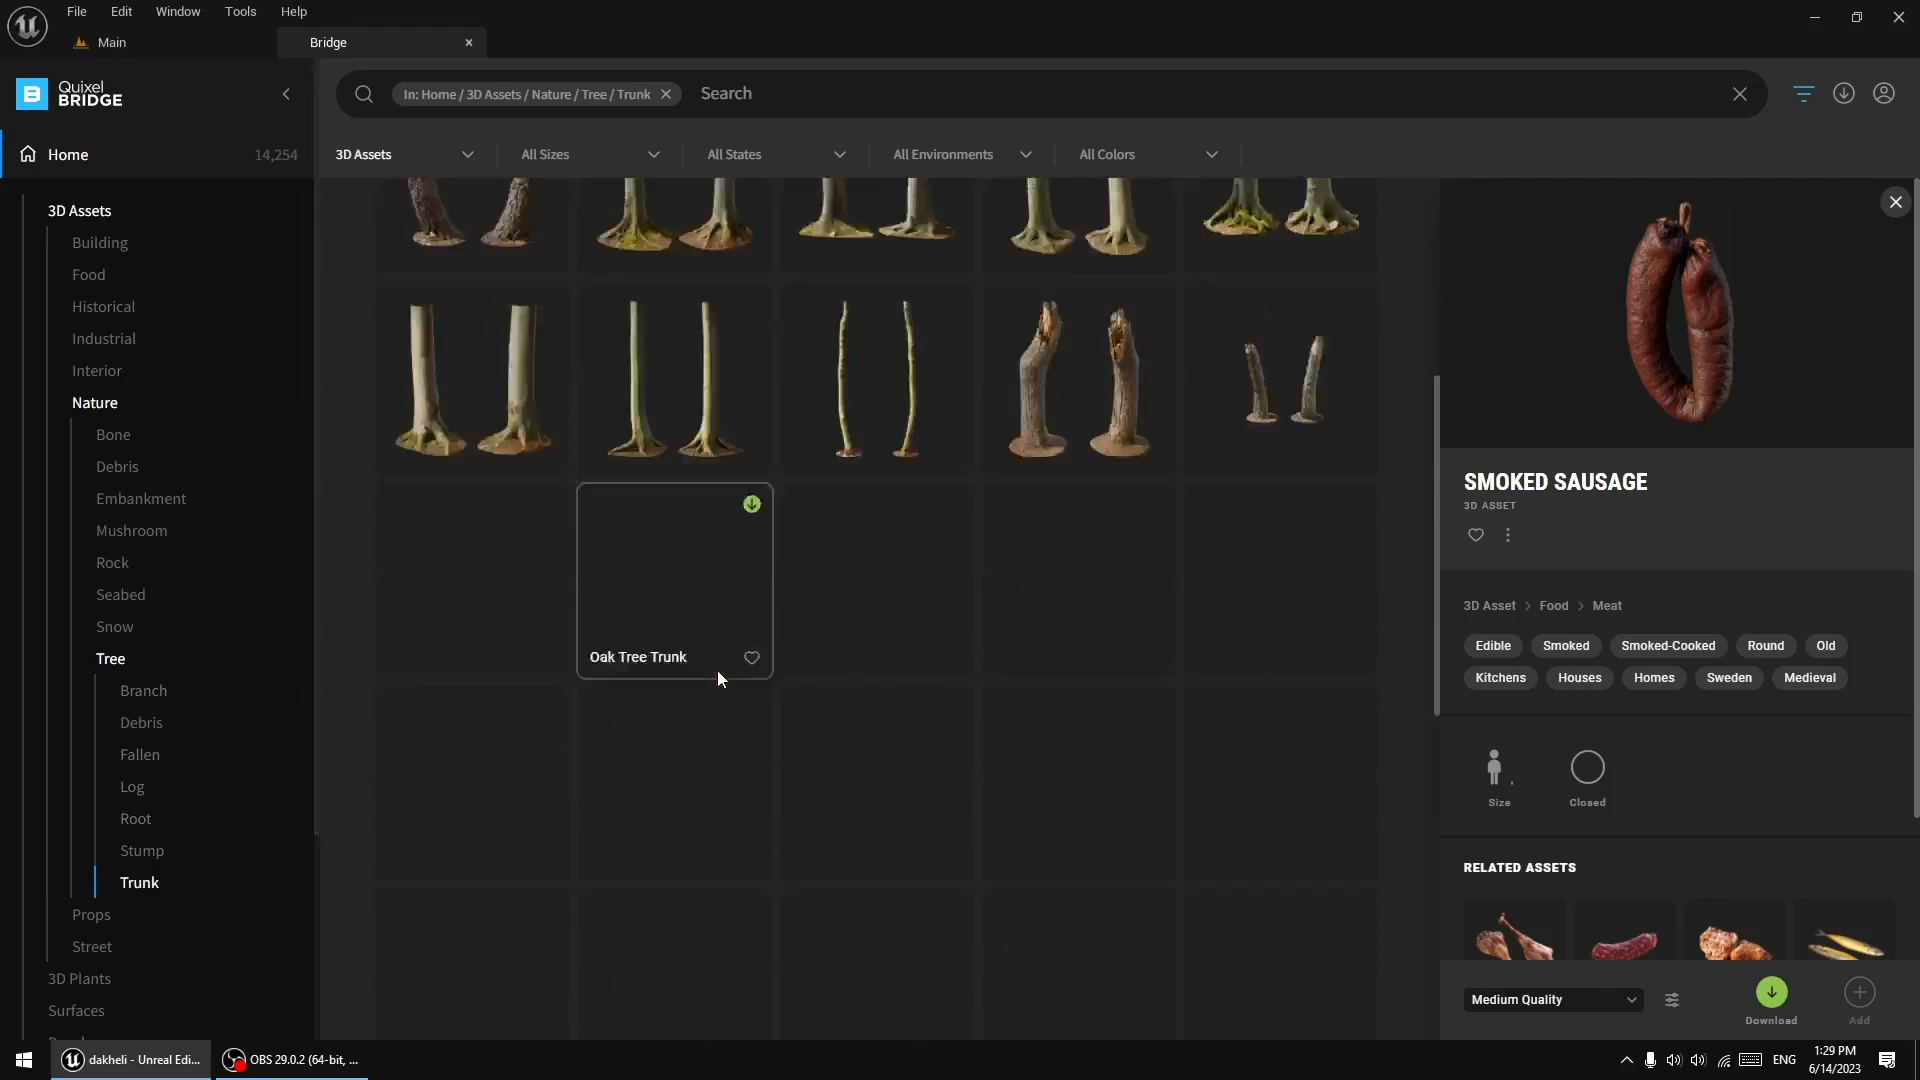 File Edit Window Tools Help
Main
Bridge
Quixel
BRIDGE
In: Home / 3D Assets / Nature / Tree / Trunk
Search
Home 14,254
3D Assets
All Sizes
All States
All Environments
All Colors
3D Assets
Building
Food
Historical
Industrial
Interior
Nature
Bone
Debris
Embankment
Mushroom
Rock
Seabed
Snow
Tree
Branch
Debris
Fallen
Log
Root
Stump
Trunk
Props
Street
3D Plants
Surfaces
Oak Tree Trunk
SMOKED SAUSAGE
3D ASSET
3D Asset > Food > Meat
Edible Smoked Smoked-Cooked Round Old
Kitchens Houses Homes Sweden Medieval
Size Closed
RELATED ASSETS
Medium Quality
Download
Add
dakheli - Unreal Edi...
OBS 29.0.2 (64-bit, ...
ENG
1:29 PM
6/14/2023